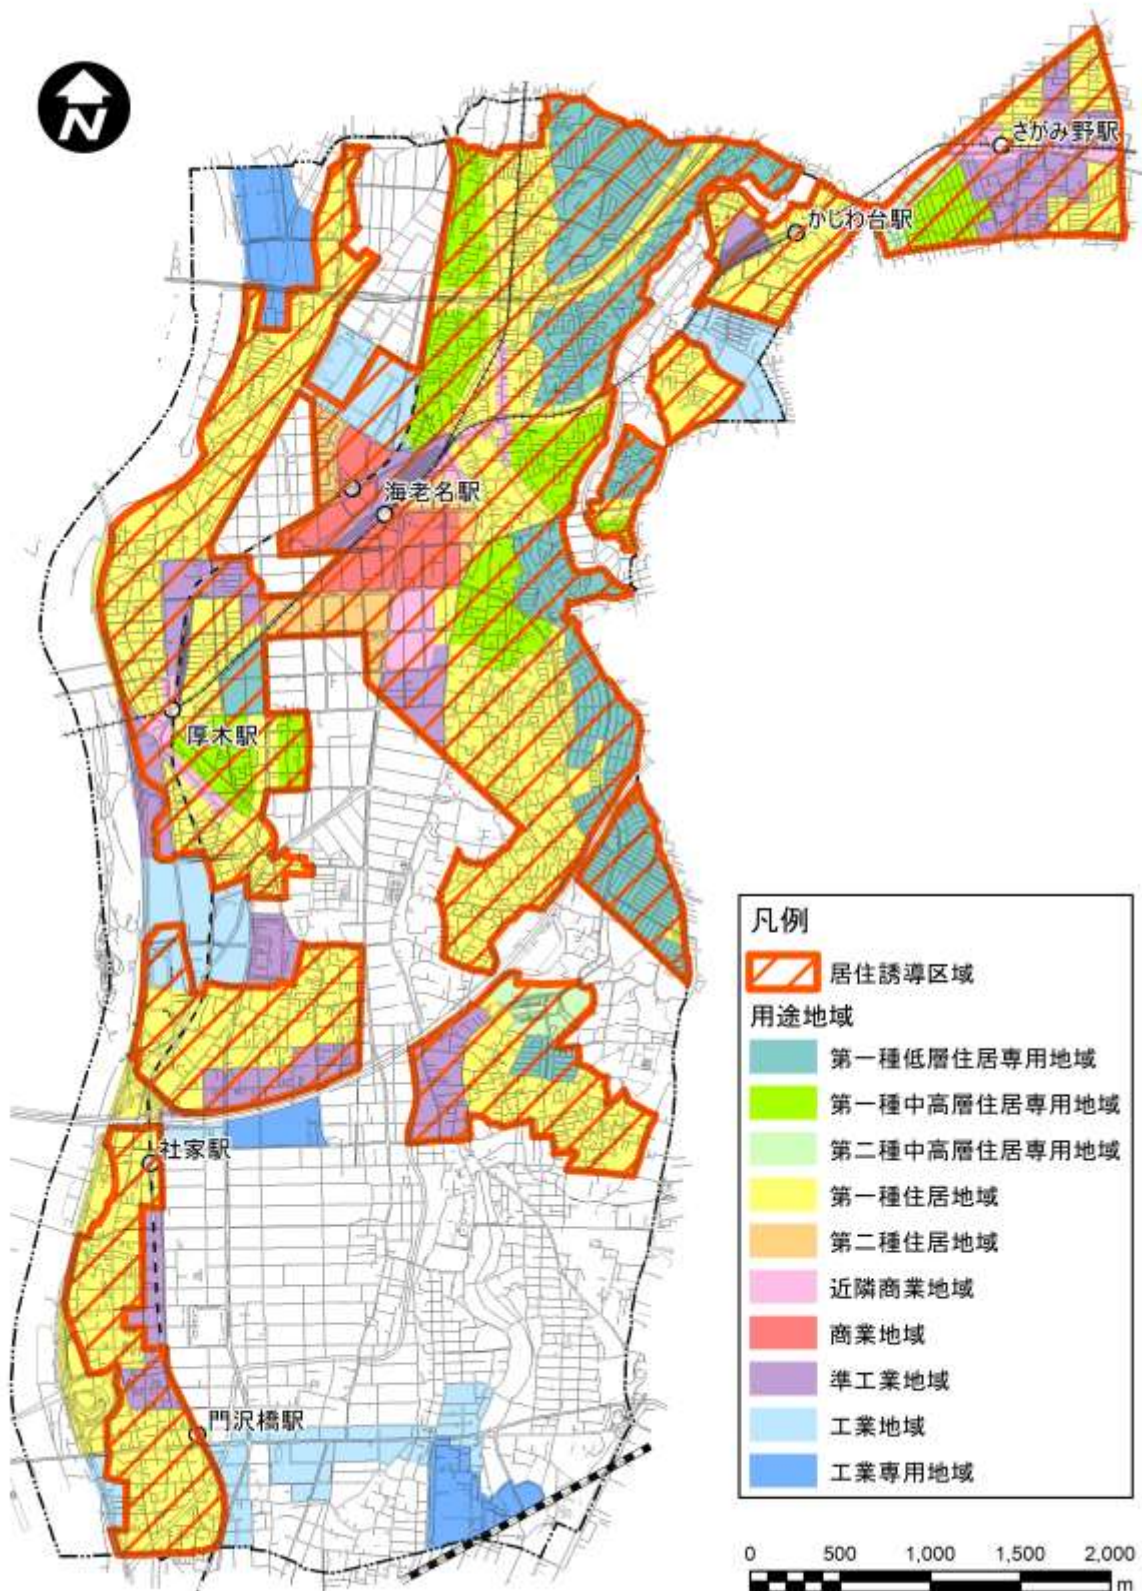 N
さがみ野駅
かしわ台駅
海老名駅
厚木駅
社家駅
門沢橋駅
凡例
居住誘導区域
用途地域
第一種低層住居専用地域
第一種中高層住居専用地域
第二種中高層住居専用地域
第一種住居地域
第二種住居地域
近隣商業地域
商業地域
準工業地域
工業地域
工業専用地域
0 500 1,000 1,500 2,000
m